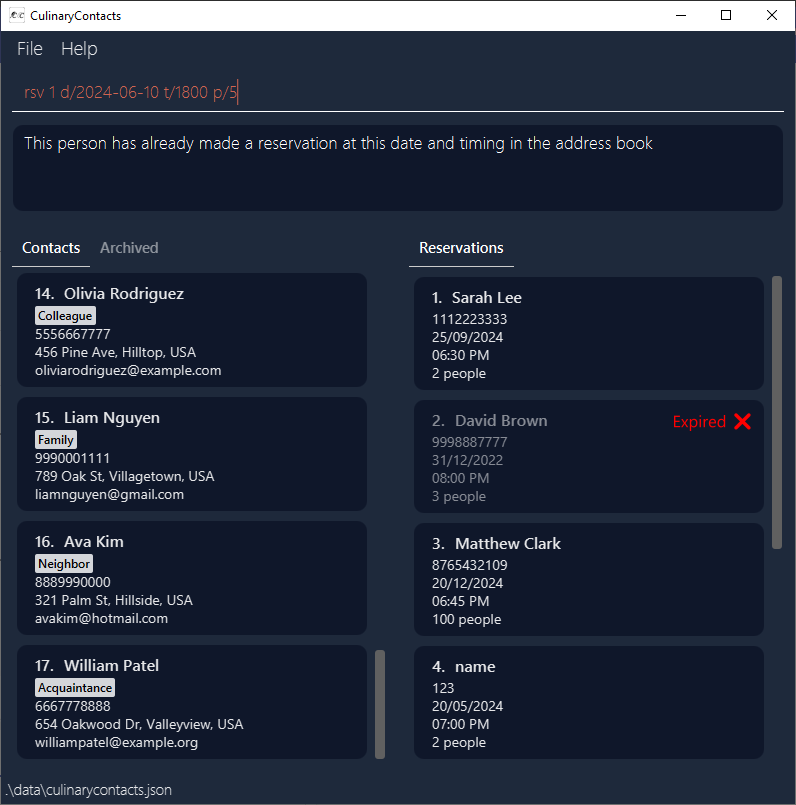 CulinaryContacts
File Help
rsv 1 d/2024-06-10 t/1800 p/5
This person has already made a reservation at this date and timing in the address book
Contacts Archived
14. Olivia Rodriguez
Colleague
5556667777
456 Pine Ave, Hilltop, USA
oliviarodriguez@example.com
15. Liam Nguyen
Family
9990001111
789 Oak St, Villagetown, USA
liamnguyen@gmail.com
16. Ava Kim
Neighbor
8889990000
321 Palm St, Hillside, USA
avakim@hotmail.com
17. William Patel
Acquaintance
6667778888
654 Oakwood Dr, Valleyview, USA
williampatel@example.org
Reservations
1. Sarah Lee
1112223333
25/09/2024
06:30 PM
2 people
2. David Brown
Expired
9998887777
31/12/2022
08:00 PM
3 people
3. Matthew Clark
8765432109
20/12/2024
06:45 PM
100 people
4. name
123
20/05/2024
07:00 PM
2 people
.\data\culinarycontacts.json